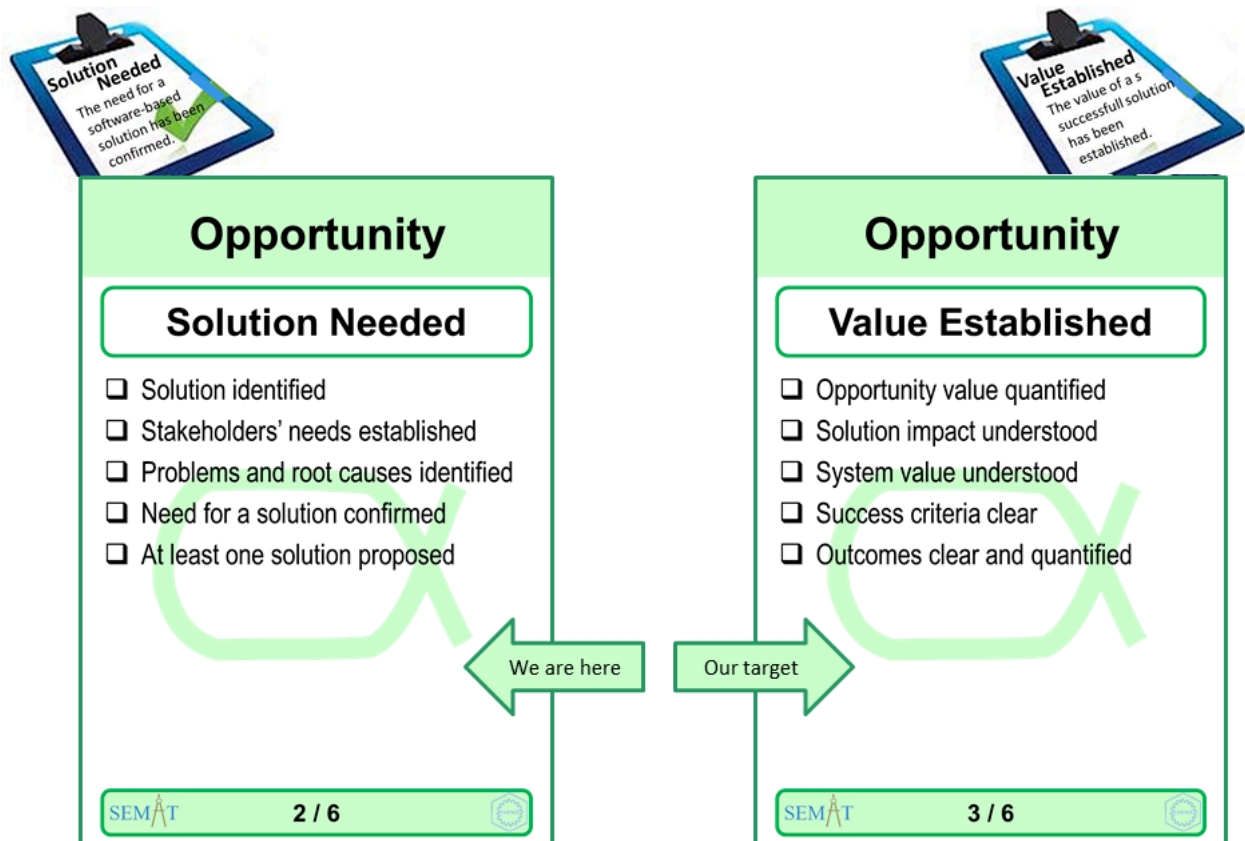 Solution
Needed
The need for a
software-based
solution has been
confirmed.
Value
Established
The value of a s
successfull solution
has been
established.
Opportunity
Solution Needed
❑ Solution identified
❑ Stakeholders’ needs established
❑ Problems and root causes identified
❑ Need for a solution confirmed
❑ At least one solution proposed
We are here
SEMAT
2 / 6
Opportunity
Value Established
❑ Opportunity value quantified
❑ Solution impact understood
❑ System value understood
❑ Success criteria clear
❑ Outcomes clear and quantified
Our target
SEMAT
3 / 6